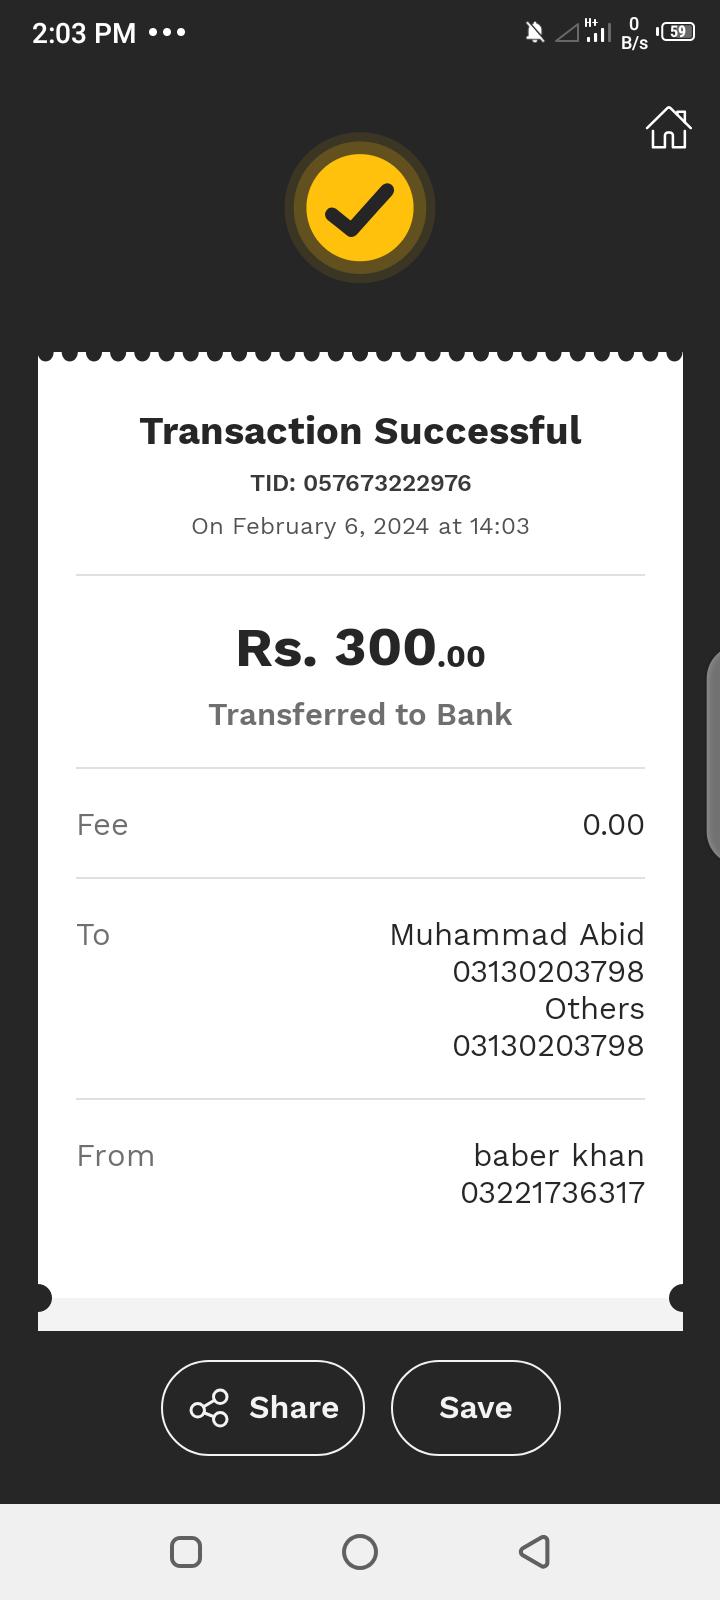 2:03 PM
H+
0
B/s
59
Transaction Successful
TID: 057673222976
On February 6, 2024 at 14:03
Rs. 300.00
Transferred to Bank
Fee 0.00
To Muhammad Abid
03130203798
Others
03130203798
From baber khan
03221736317
Share Save